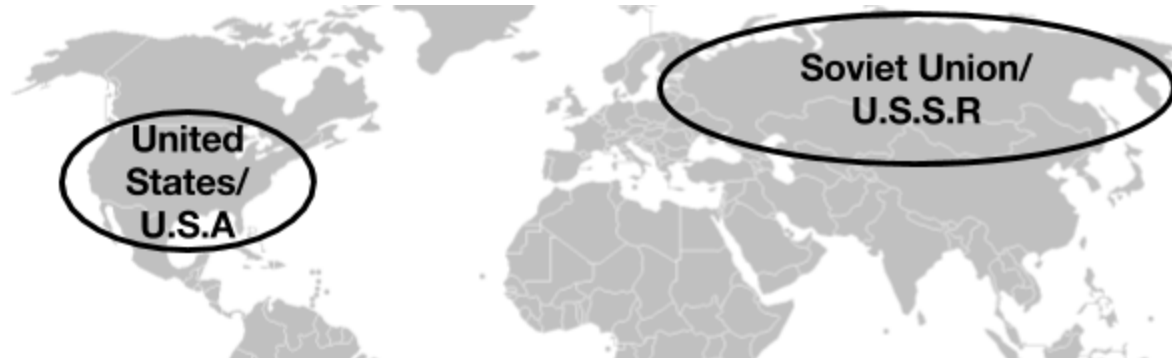 United
States/
U.S.A
Soviet Union/
U.S.S.R